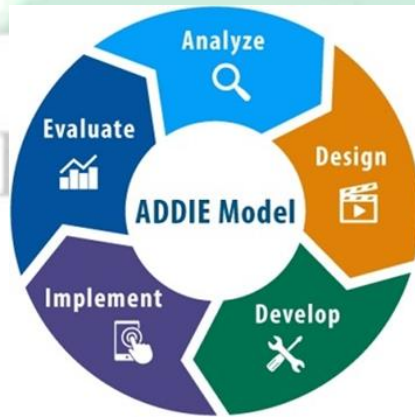 Analyze
Design
Develop
Implement
Evaluate
ADDIE Model